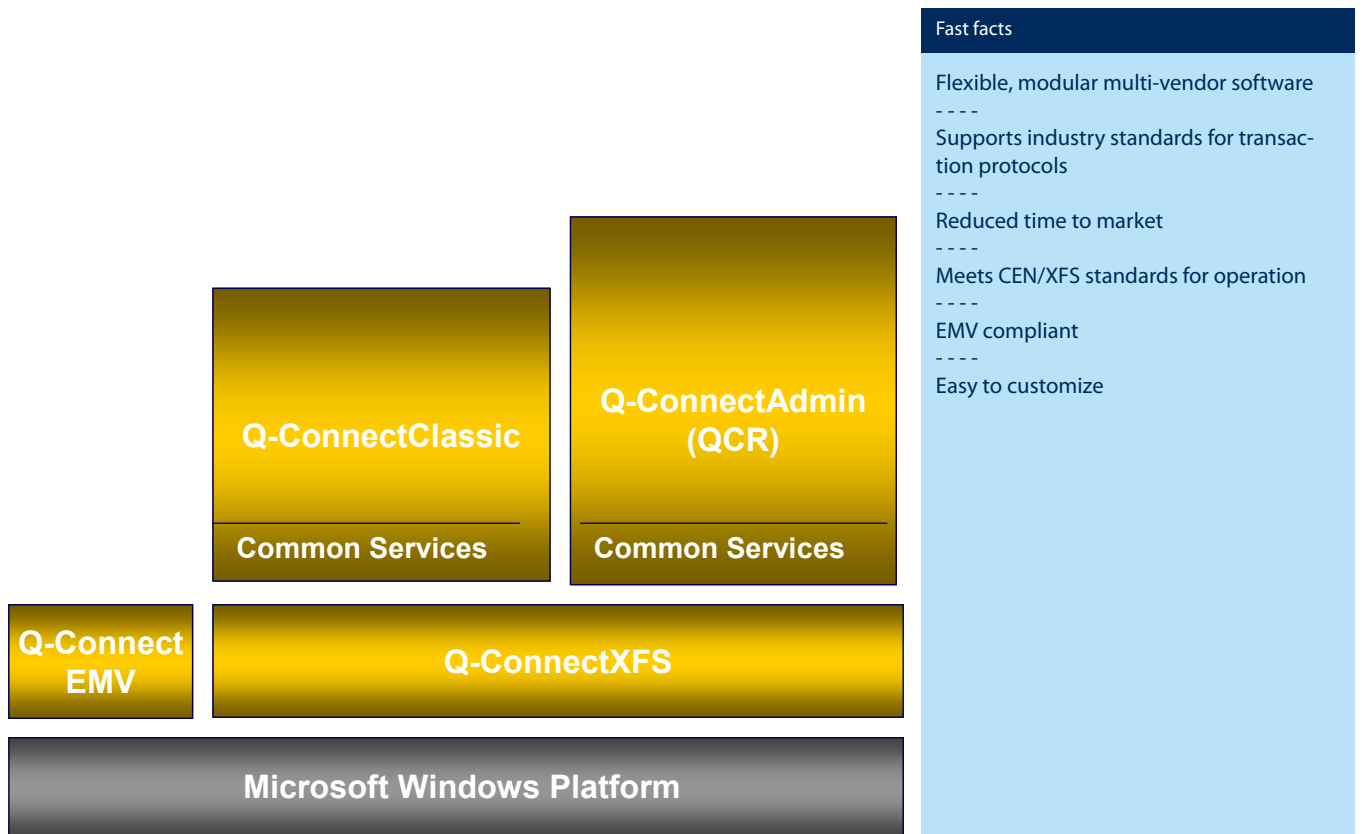 Fast facts
Flexible, modular multi-vendor software
- - - -
Supports industry standards for transac-
tion protocols
- - - -
Reduced time to market
- - - -
Meets CEN/XFS standards for operation
- - - -
EMV compliant
- - - -
Easy to customize
Q-ConnectClassic
Common Services
Q-ConnectAdmin
(QCR)
Common Services
Q-Connect
EMV
Q-ConnectXFS
Microsoft Windows Platform